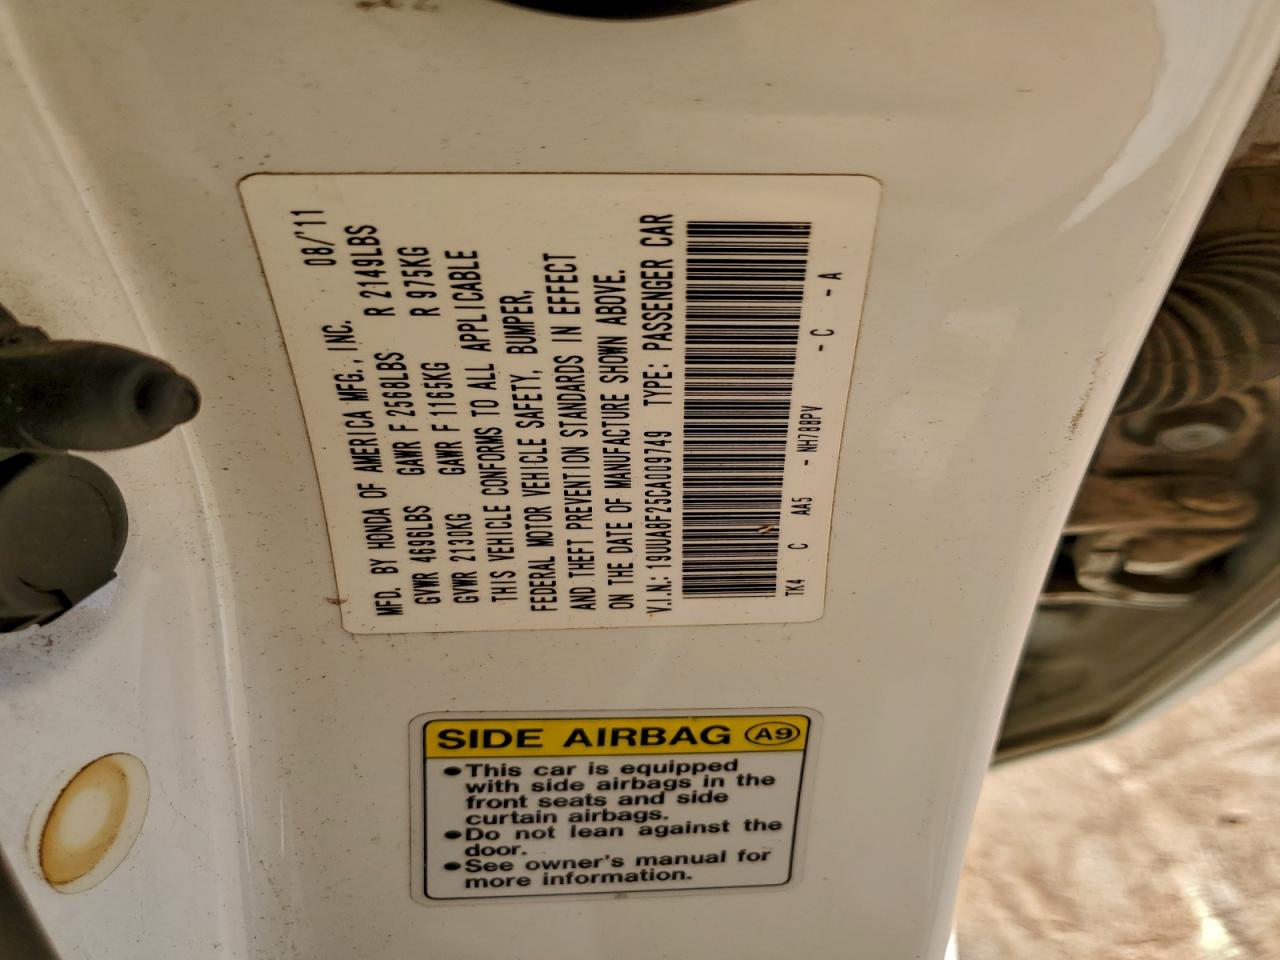 MFD. BY HONDA OF AMERICA MFG., INC. 08/'11
GVWR 4696LBS GAWR F 2568LBS R 2149LBS
GVWR 2130KG GAWR F 1165KG R 975KG
THIS VEHICLE CONFORMS TO ALL APPLICABLE
FEDERAL MOTOR VEHICLE SAFETY, BUMPER,
AND THEFT PREVENTION STANDARDS IN EFFECT
ON THE DATE OF MANUFACTURE SHOWN ABOVE.
V.I.N: 19UUA8F25CA009749 TYPE: PASSENGER CAR
TK4 C AA5 - NH788PV - C - A
SIDE AIRBAG A9
•This car is equipped
with side airbags in the
front seats and side
curtain airbags.
•Do not lean against the
door.
•See owner's manual for
more information.